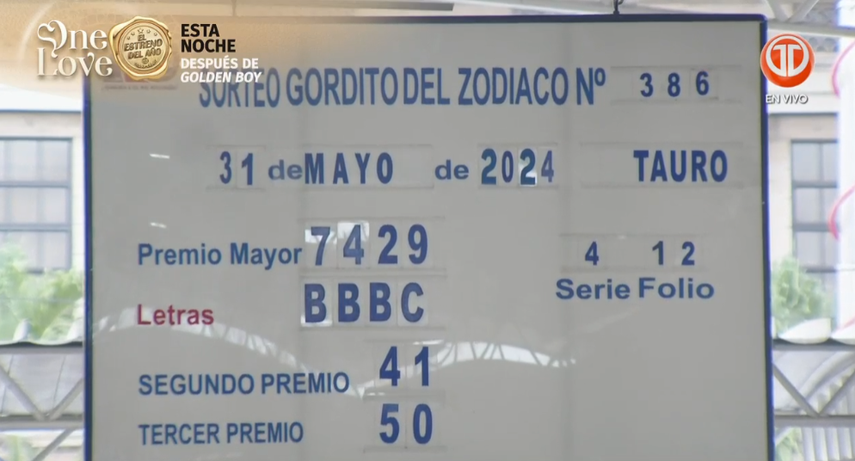 One Love
EL ESTRENO DEL AÑO
ESTA
NOCHE
DESPUÉS DE
GOLDEN BOY
EN VIVO
SORTEO GORDITO DEL ZODIACO Nº 386
31 de MAYO de 2024 TAURO
Premio Mayor 7429 4 12
Letras BBBC Serie Folio
SEGUNDO PREMIO 41
TERCER PREMIO 50